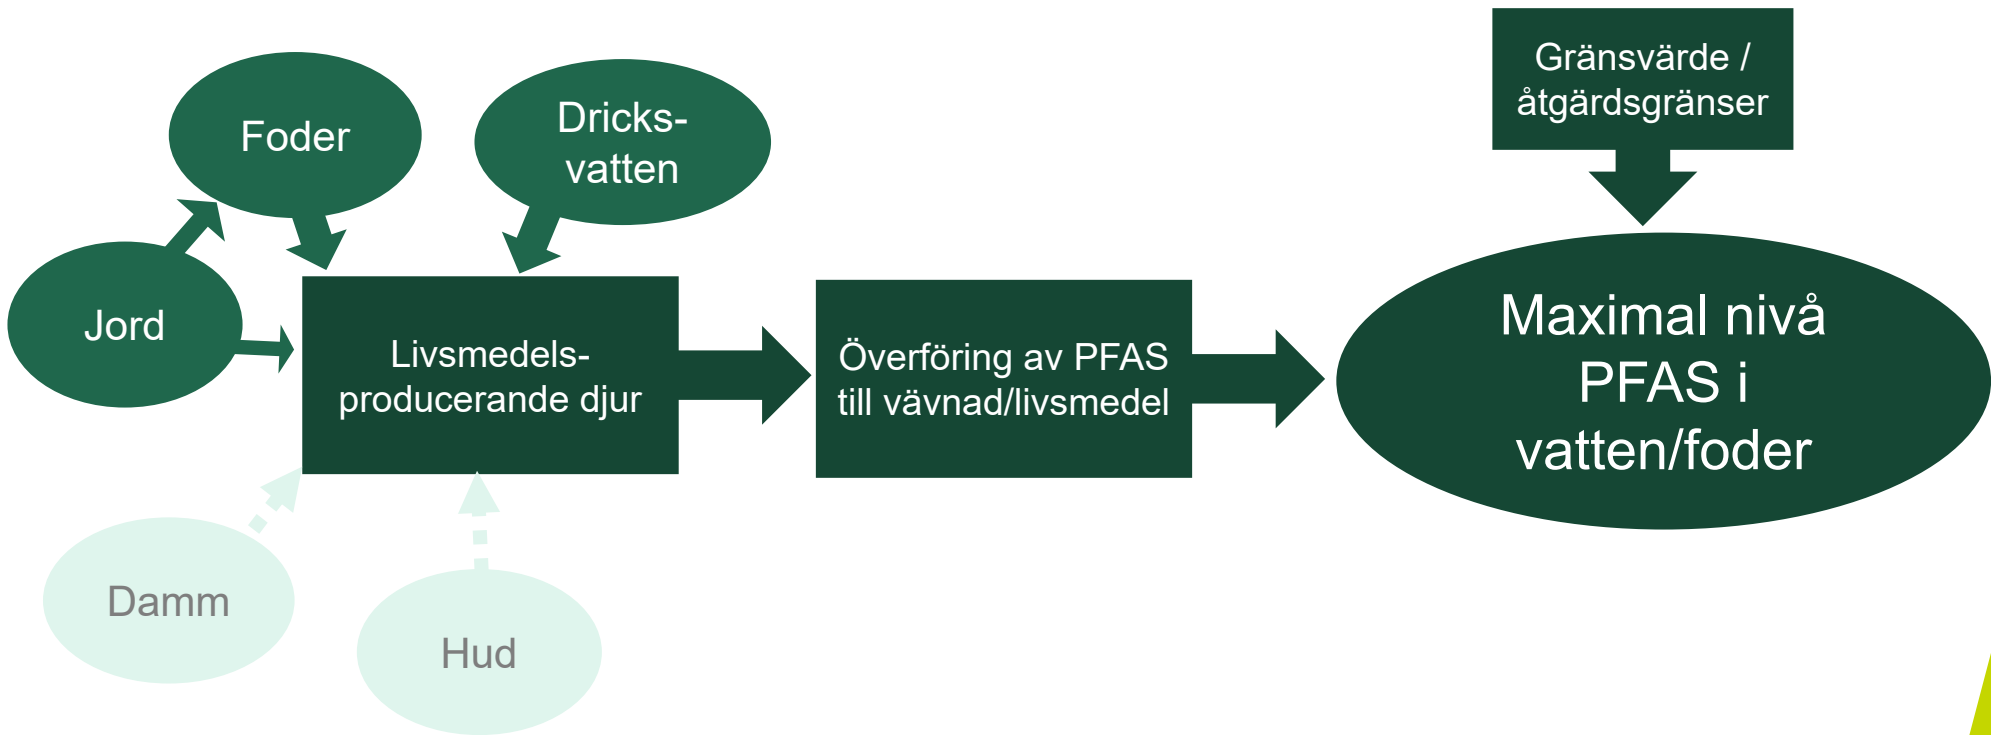 Foder
Dricks-
vatten
Jord
Livsmedels-
producerande djur
Damm
Hud
Överföring av PFAS
till vävnad/livsmedel
Gränsvärde /
åtgärdsgränser
Maximal nivå
PFAS i
vatten/foder